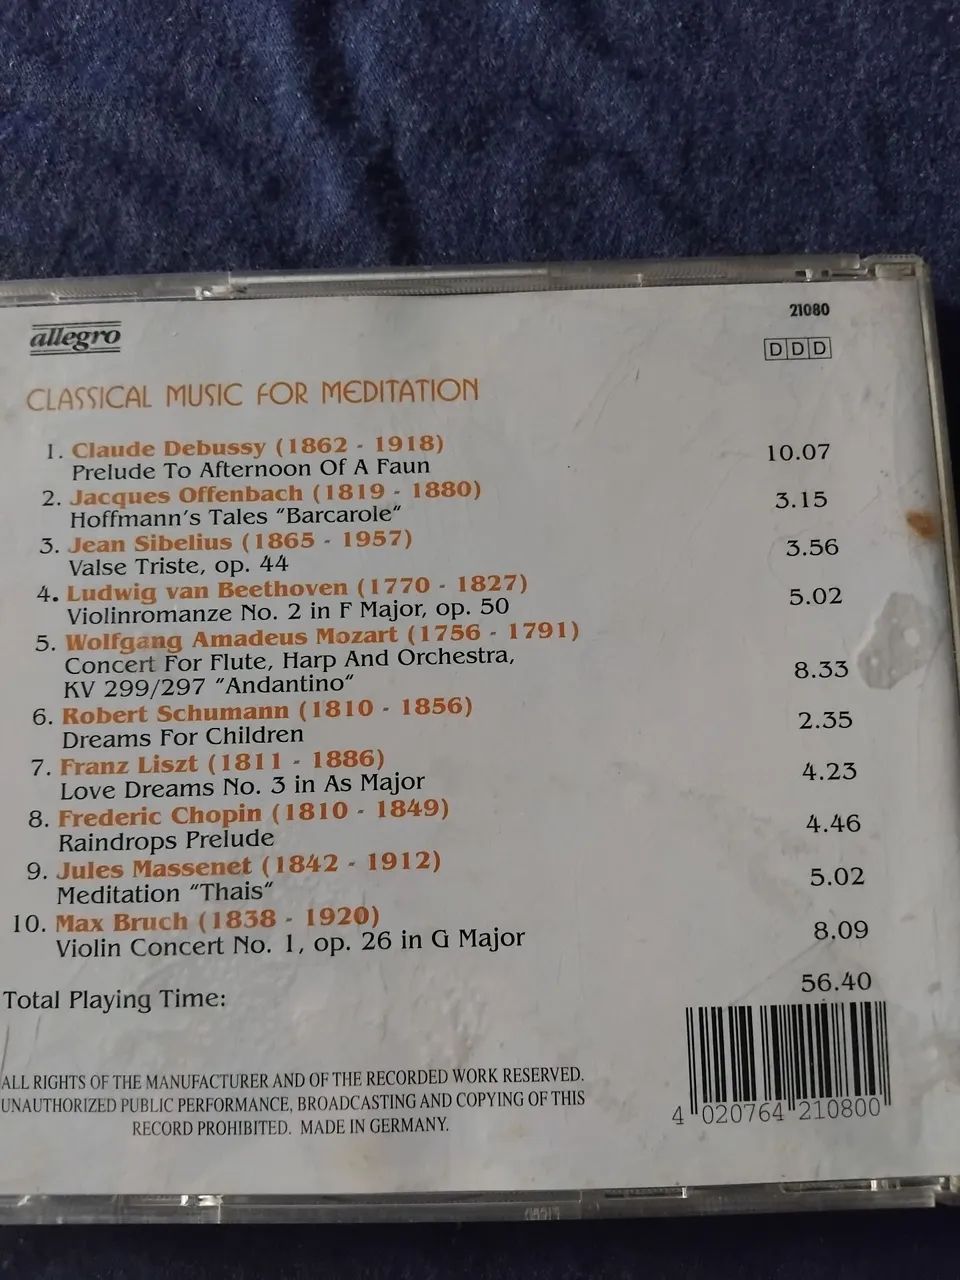 21080
allegro
DDD
CLASSICAL MUSIC FOR MEDITATION
1. Claude Debussy (1862 - 1918)
Prelude To Afternoon Of A Faun 10.07
2. Jacques Offenbach (1819 - 1880)
Hoffmann's Tales "Barcarole" 3.15
3. Jean Sibelius (1865 - 1957)
Valse Triste, op. 44 3.56
4. Ludwig van Beethoven (1770 - 1827)
Violinromanze No. 2 in F Major, op. 50 5.02
5. Wolfgang Amadeus Mozart (1756 - 1791)
Concert For Flute, Harp And Orchestra,
KV 299/297 "Andantino" 8.33
6. Robert Schumann (1810 - 1856)
Dreams For Children 2.35
7. Franz Liszt (1811 - 1886)
Love Dreams No. 3 in As Major 4.23
8. Frederic Chopin (1810 - 1849)
Raindrops Prelude 4.46
9. Jules Massenet (1842 - 1912)
Meditation "Thais" 5.02
10. Max Bruch (1838 - 1920)
Violin Concert No. 1, op. 26 in G Major 8.09
Total Playing Time: 56.40
ALL RIGHTS OF THE MANUFACTURER AND OF THE RECORDED WORK RESERVED.
UNAUTHORIZED PUBLIC PERFORMANCE, BROADCASTING AND COPYING OF THIS
RECORD PROHIBITED. MADE IN GERMANY.
4 020764 210800